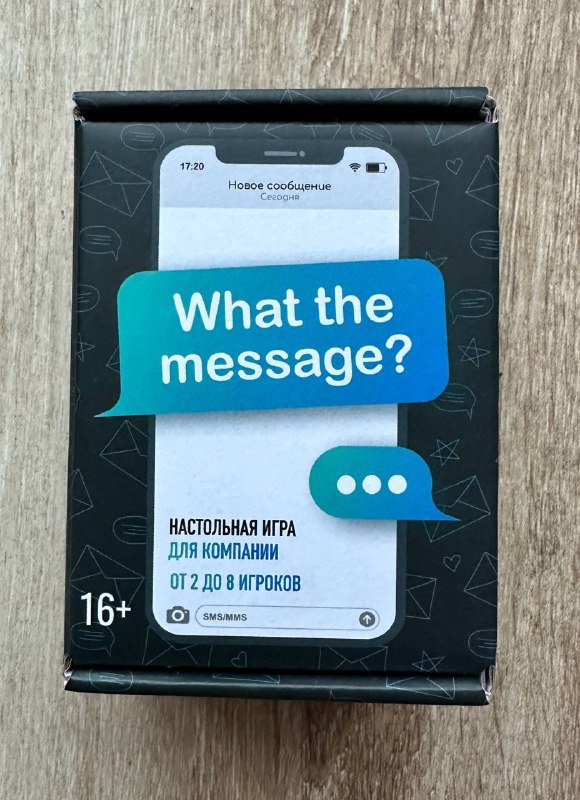 17:20
Новое сообщение
Сегодня
What the
message?
НАСТОЛЬНАЯ ИГРА
ДЛЯ КОМПАНИИ
ОТ 2 ДО 8 ИГРОКОВ
16+
SMS/MMS